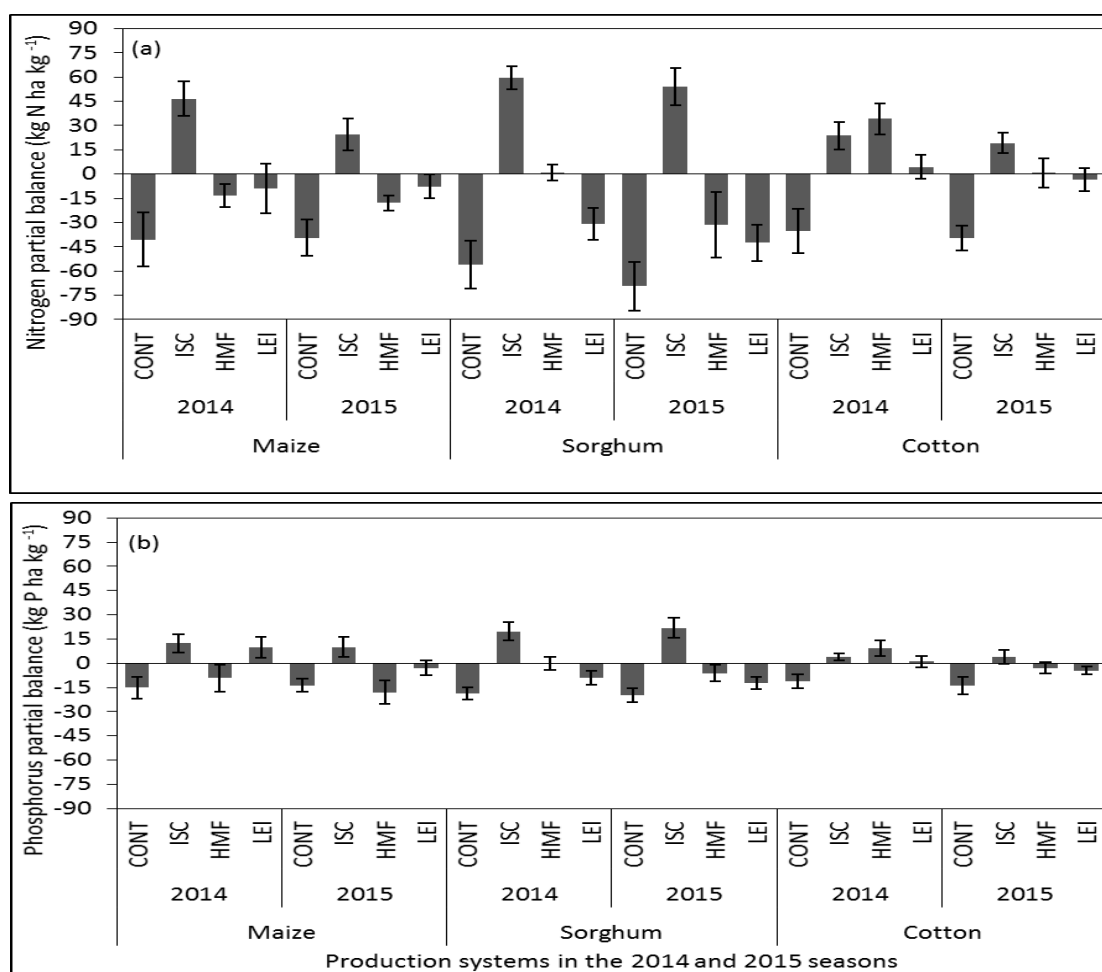 (a)
Nitrogen partial balance (kg N ha kg -1)
90
75
60
45
30
15
0
-15
-30
-45
-60
-75
-90
CONT ISC HMF LEI CONT ISC HMF LEI CONT ISC HMF LEI CONT ISC HMF LEI CONT ISC HMF LEI CONT ISC HMF LEI
2014 2015 2014 2015 2014 2015
Maize Sorghum Cotton
(b)
Phosphorus partial balance (kg P ha kg -1)
90
75
60
45
30
15
0
-15
-30
-45
-60
-75
-90
CONT ISC HMF LEI CONT ISC HMF LEI CONT ISC HMF LEI CONT ISC HMF LEI CONT ISC HMF LEI CONT ISC HMF LEI
2014 2015 2014 2015 2014 2015
Maize Sorghum Cotton
Production systems in the 2014 and 2015 seasons